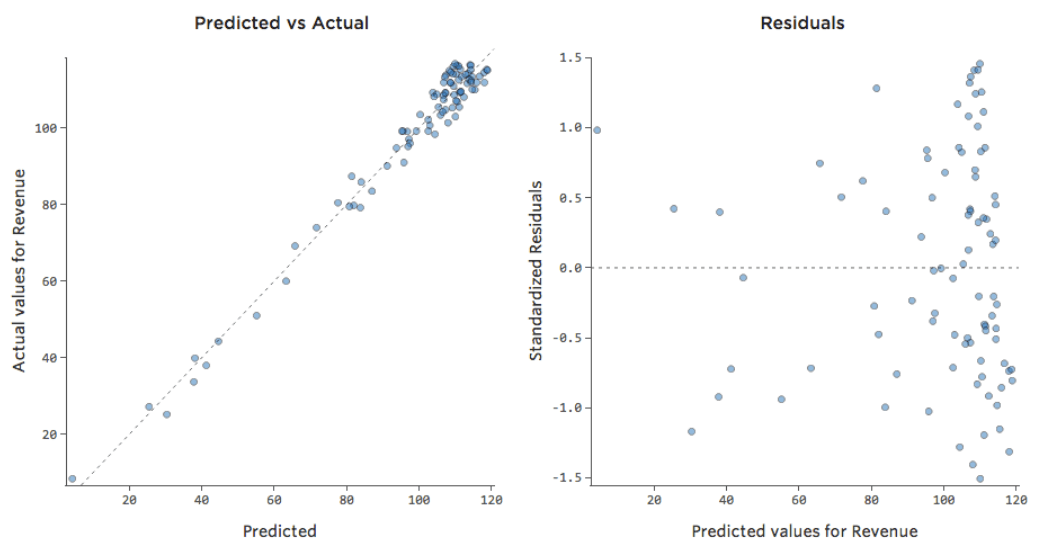 Predicted vs Actual
Actual values for Revenue
100
80
60
40
20
20 40 60 80 100 120
Predicted
Residuals
Standardized Residuals
1.5
1.0
0.5
0.0
-0.5
-1.0
-1.5
20 40 60 80 100 120
Predicted values for Revenue